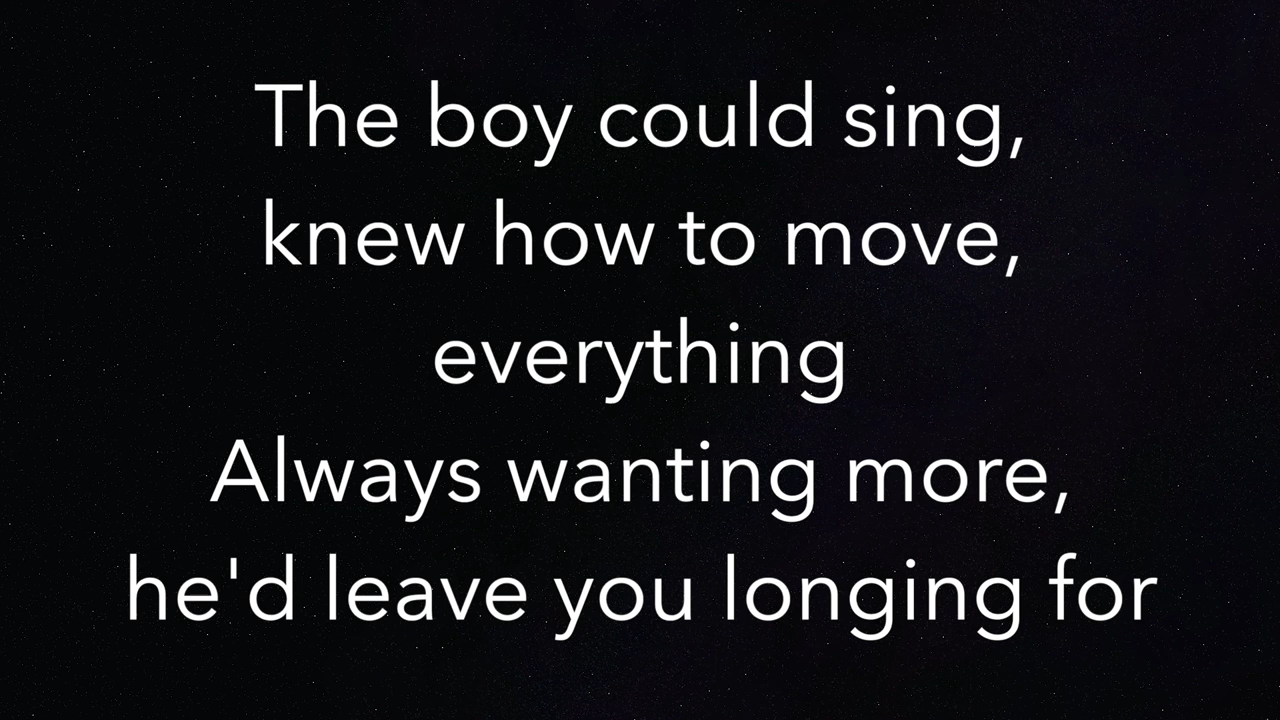 The boy could sing,
knew how to move,
everything
Always wanting more,
he'd leave you longing for